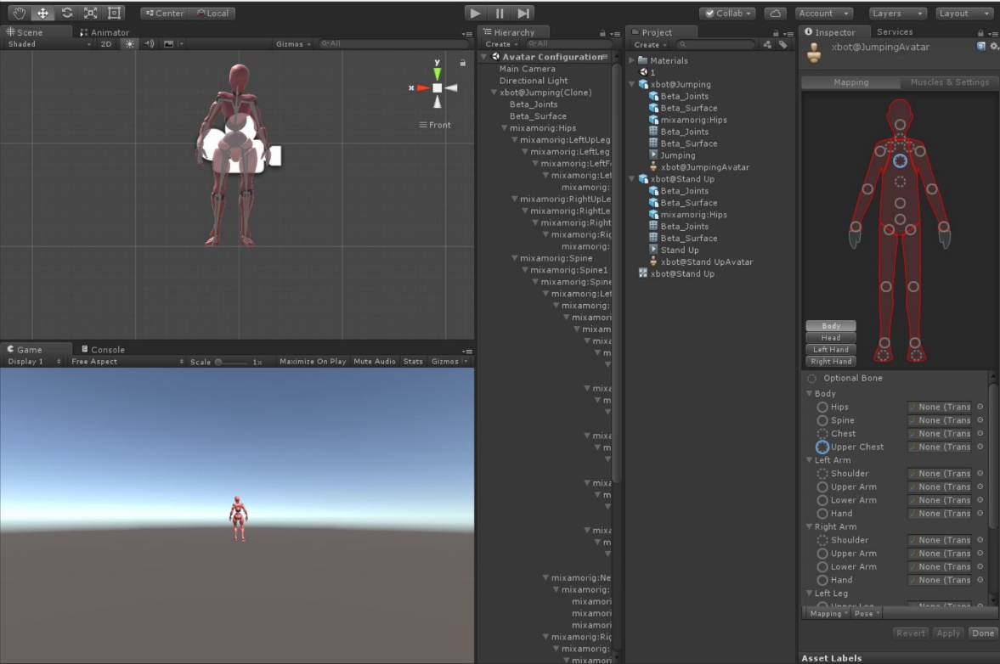 Center Local
Collab Account Layers Layout
Scene Animator
Shaded 2D Gizmos All
y
x
Front
Game Console
Display 1 Free Aspect Scale 1x Maximize On Play Mute Audio Stats Gizmos
Hierarchy
Create All
Avatar Configuration
Main Camera
Directional Light
xbot@Jumping(Clone)
Beta_Joints
Beta_Surface
mixamorig:Hips
mixamorig:LeftUpLeg
mixamorig:LeftLeg
mixamorig:LeftF
mixamorig:Lef
mixamorig:
mixamorig:RightUpLe
mixamorig:RightLe
mixamorig:Right
mixamorig:Rig
mixamorig:
mixamorig:Spine
mixamorig:Spine1
mixamorig:Spine
mixamorig:Lef
mixamorig:
mixamori
mixam
mixa
m
mixa
m
mixa
m
mixa
m
mixa
m
mixamorig:Ne
mixamorig:
mixamori
mixamori
mixamori
mixamorig:Rig
mixamorig:
mixamori
Project
Create
Materials
1
xbot@Jumping
Beta_Joints
Beta_Surface
mixamorig:Hips
Beta_Joints
Beta_Surface
Jumping
xbot@JumpingAvatar
xbot@Stand Up
Beta_Joints
Beta_Surface
mixamorig:Hips
Beta_Joints
Beta_Surface
Stand Up
xbot@Stand UpAvatar
xbot@Stand Up
Inspector Services
xbot@JumpingAvatar
Mapping Muscles & Settings
Body
Head
Left Hand
Right Hand
Optional Bone
Body
Hips None (Trans
Spine None (Trans
Chest None (Trans
Upper Chest None (Trans
Left Arm
Shoulder None (Trans
Upper Arm None (Trans
Lower Arm None (Trans
Hand None (Trans
Right Arm
Shoulder None (Trans
Upper Arm None (Trans
Lower Arm None (Trans
Hand None (Trans
Left Leg
Upper Leg None (Trans
Mapping Pose
Revert Apply Done
Asset Labels